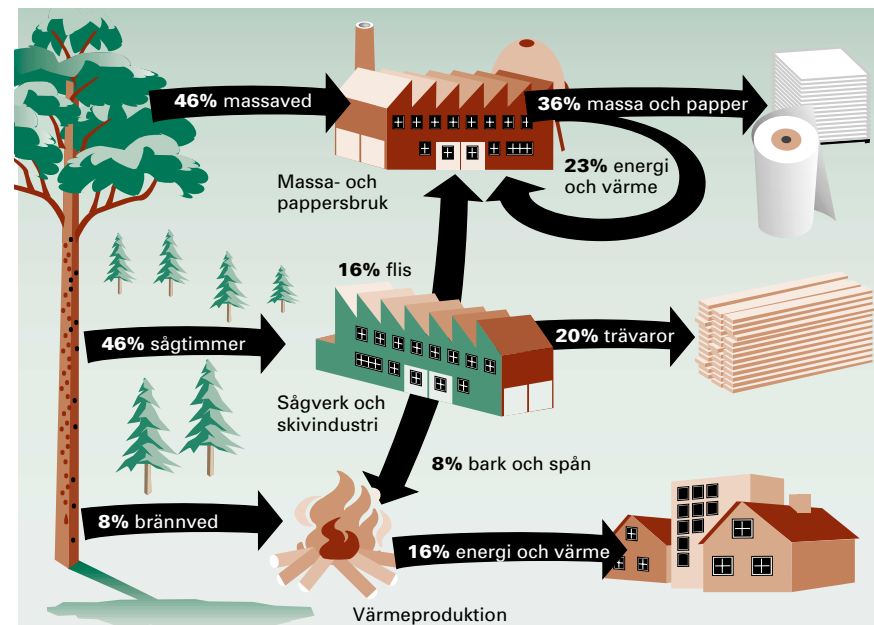 46% massaved
36% massa och papper
23% energi
och värme
Massa- och
pappersbruk
16% flis
46% sågtimmer
20% trävaror
Sågverk och
skivindustri
8% bark och spån
8% brännved
16% energi och värme
Värmeproduktion